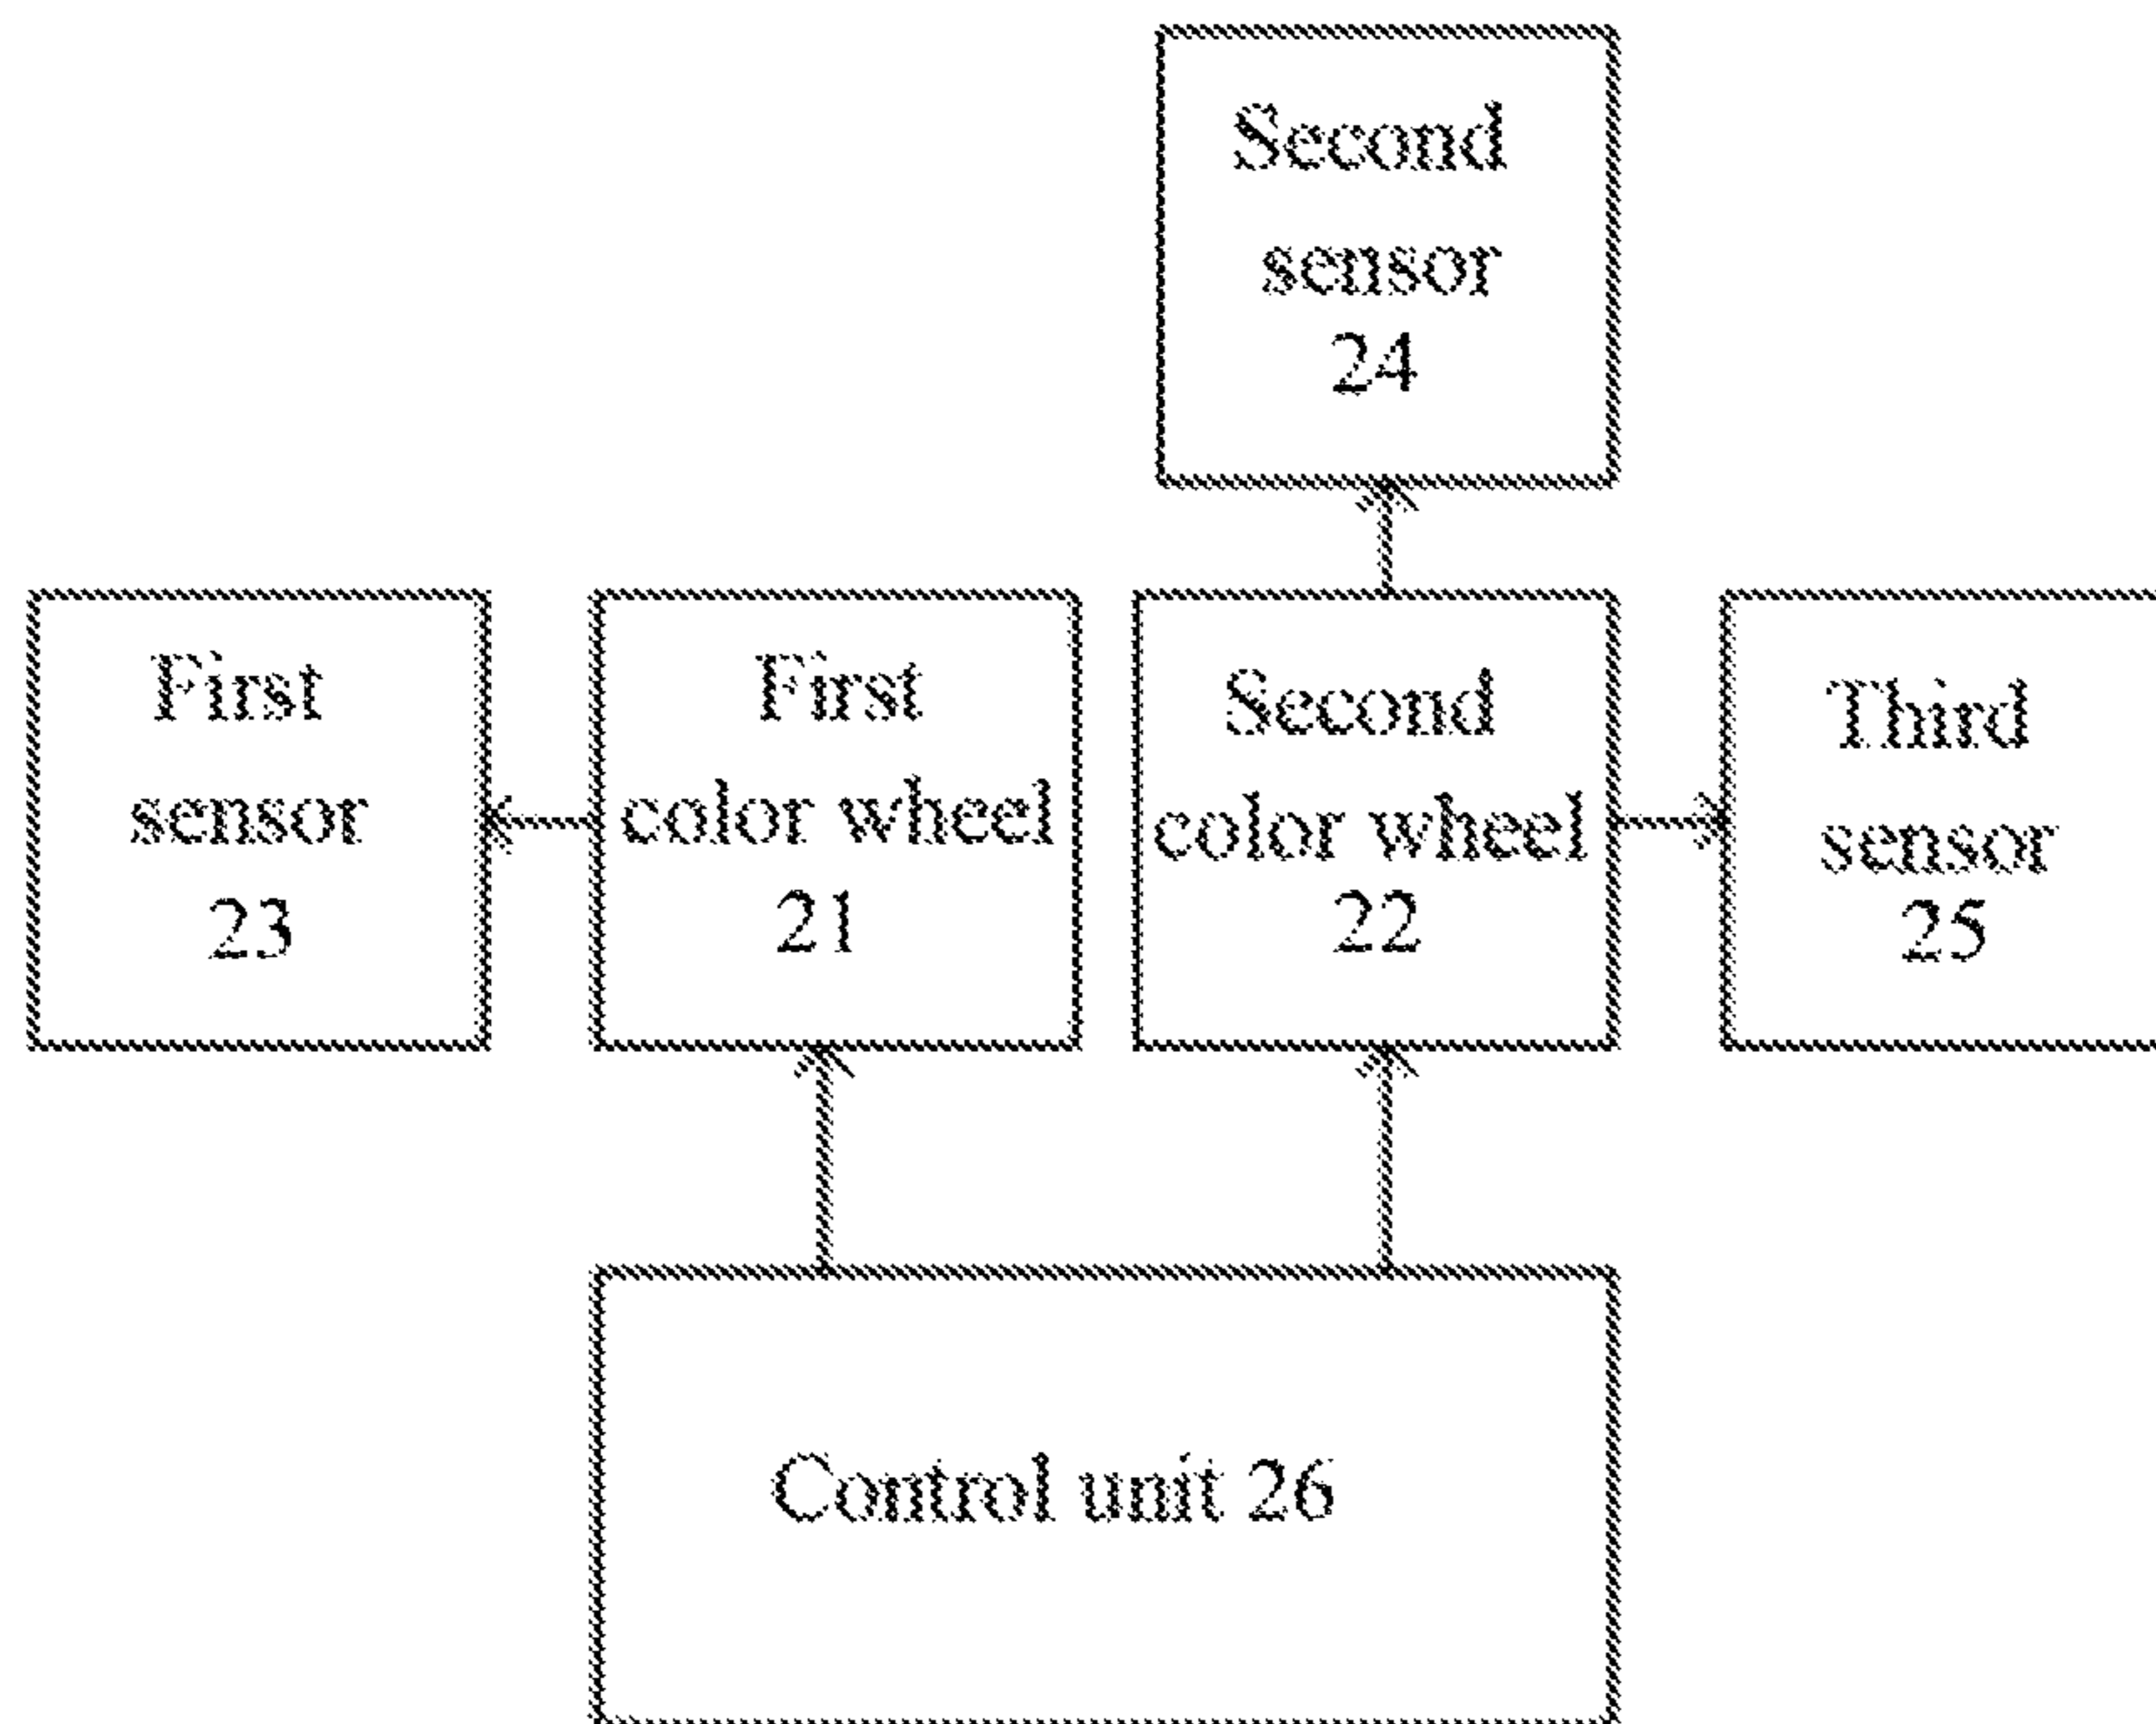 Second
sensor
24
First
sensor
23
First
color wheel
21
Second
color wheel
22
Third
sensor
25
Control unit 26